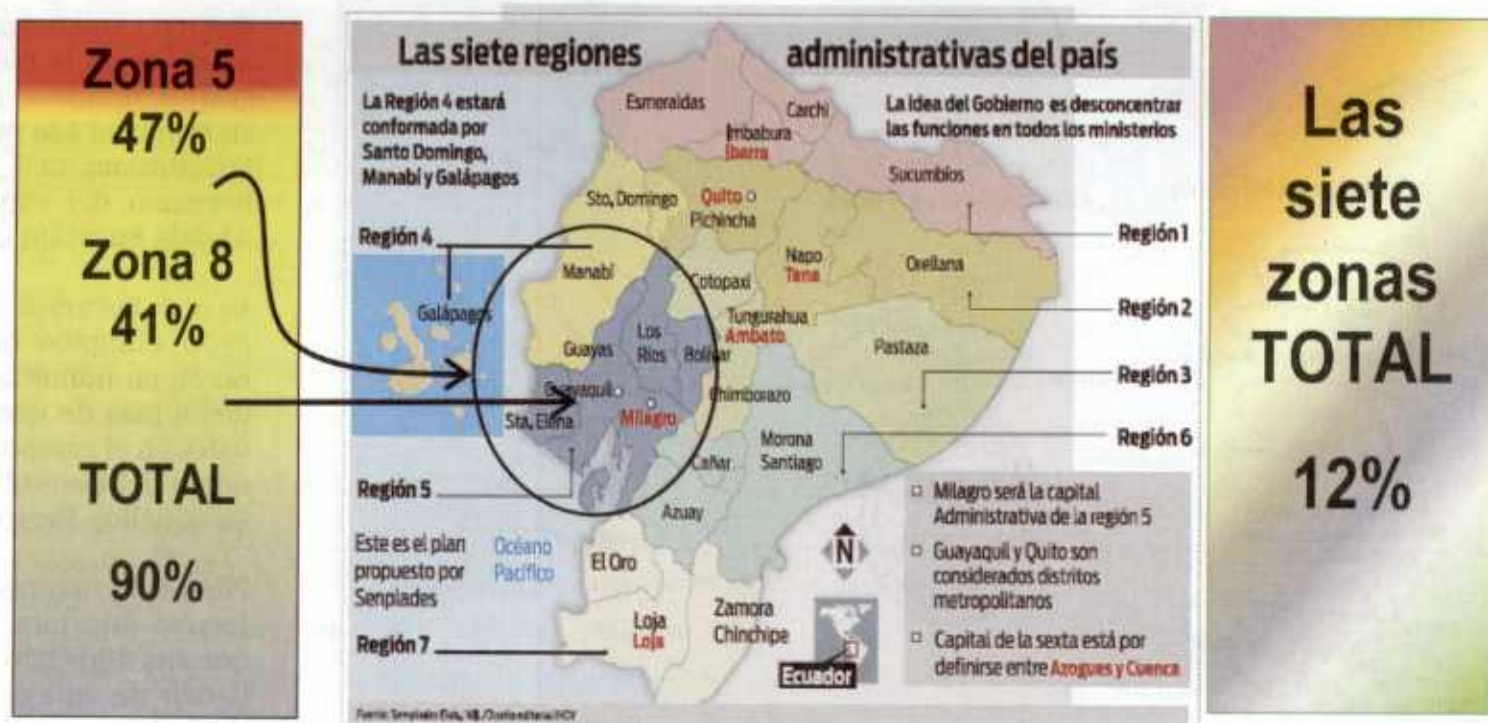 Zona 5
47%
Zona 8
41%
TOTAL
90%
Las siete regiones administrativas del país
La Región 4 estará
conformada por
Santo Domingo,
Manabí y Galápagos
La idea del Gobierno es desconcentrar
las funciones en todos los ministerios
Esmeraldas
Carchi
Imbabura
Ibarra
Sucumbíos
Sto, Domingo
Quito
Pichincha
Región 4
Región 1
Manabí
Napo
Tena
Orellana
Cotopaxi
Galápagos
Región 2
Tungurahua
Ambato
Los
Ríos
Guayas
Bolívar
Pastaza
Región 3
Guayaquil
Chimborazo
Sta, Elena
Milagro
Morona
Santiago
Región 6
Cañar
Región 5
Azuay
Este es el plan
propuesto por
Senplades
Océano
Pacífico
El Oro
Loja
Loja
Zamora
Chinchipe
Región 7
N
Ecuador
Milagro será la capital
Administrativa de la región 5
Guayaquil y Quito son
considerados distritos
metropolitanos
Capital de la sexta está por
definirse entre Azogues y Cuenca
Las
siete
zonas
TOTAL
12%